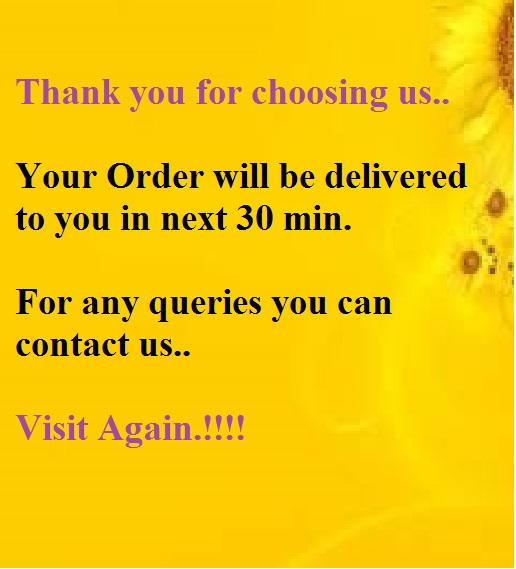 Thank you for choosing us..
Your Order will be delivered
to you in next 30 min.
For any queries you can
contact us..
Visit Again.!!!!